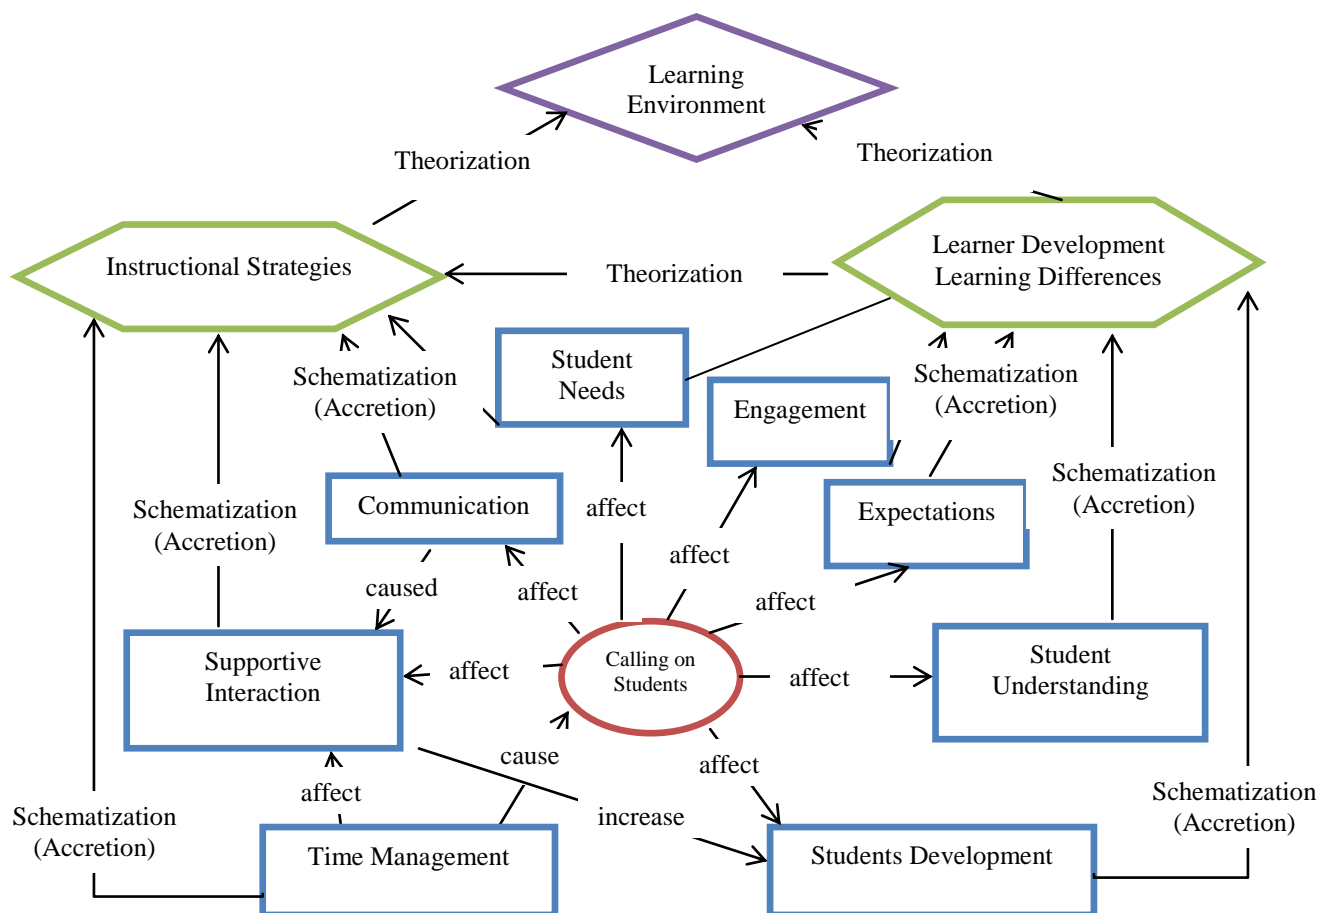 Learning
Environment
Theorization
Theorization
Instructional Strategies
Theorization
Learner Development
Learning Differences
Schematization
(Accretion)
Student
Needs
Engagement
Schematization
(Accretion)
Communication
Schematization
(Accretion)
affect
Expectations
Schematization
(Accretion)
caused
affect
affect
affect
Supportive
Interaction
affect
Calling on
Students
affect
Student
Understanding
affect
cause
affect
Schematization
(Accretion)
increase
Schematization
(Accretion)
Time Management
Students Development